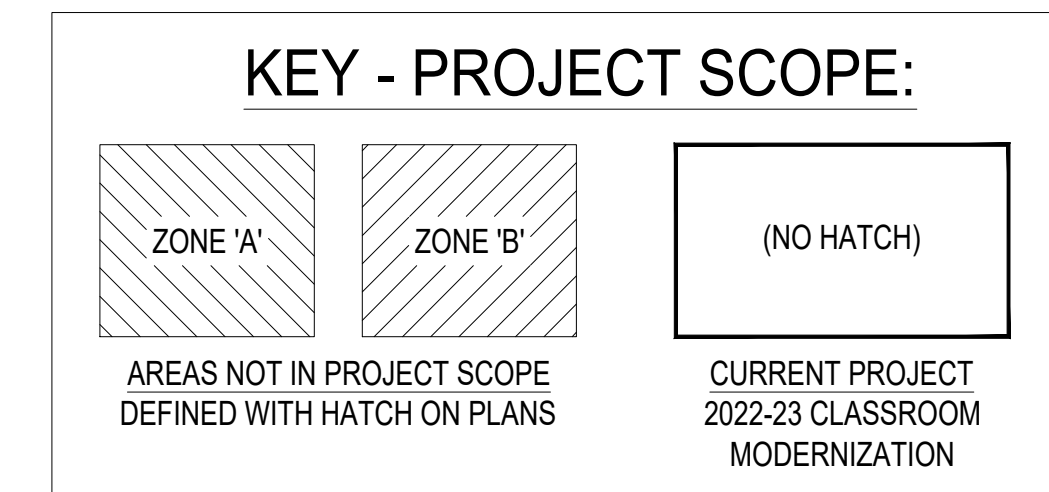 KEY - PROJECT SCOPE:
ZONE 'A'
ZONE 'B'
(NO HATCH)
AREAS NOT IN PROJECT SCOPE
DEFINED WITH HATCH ON PLANS
CURRENT PROJECT
2022-23 CLASSROOM
MODERNIZATION